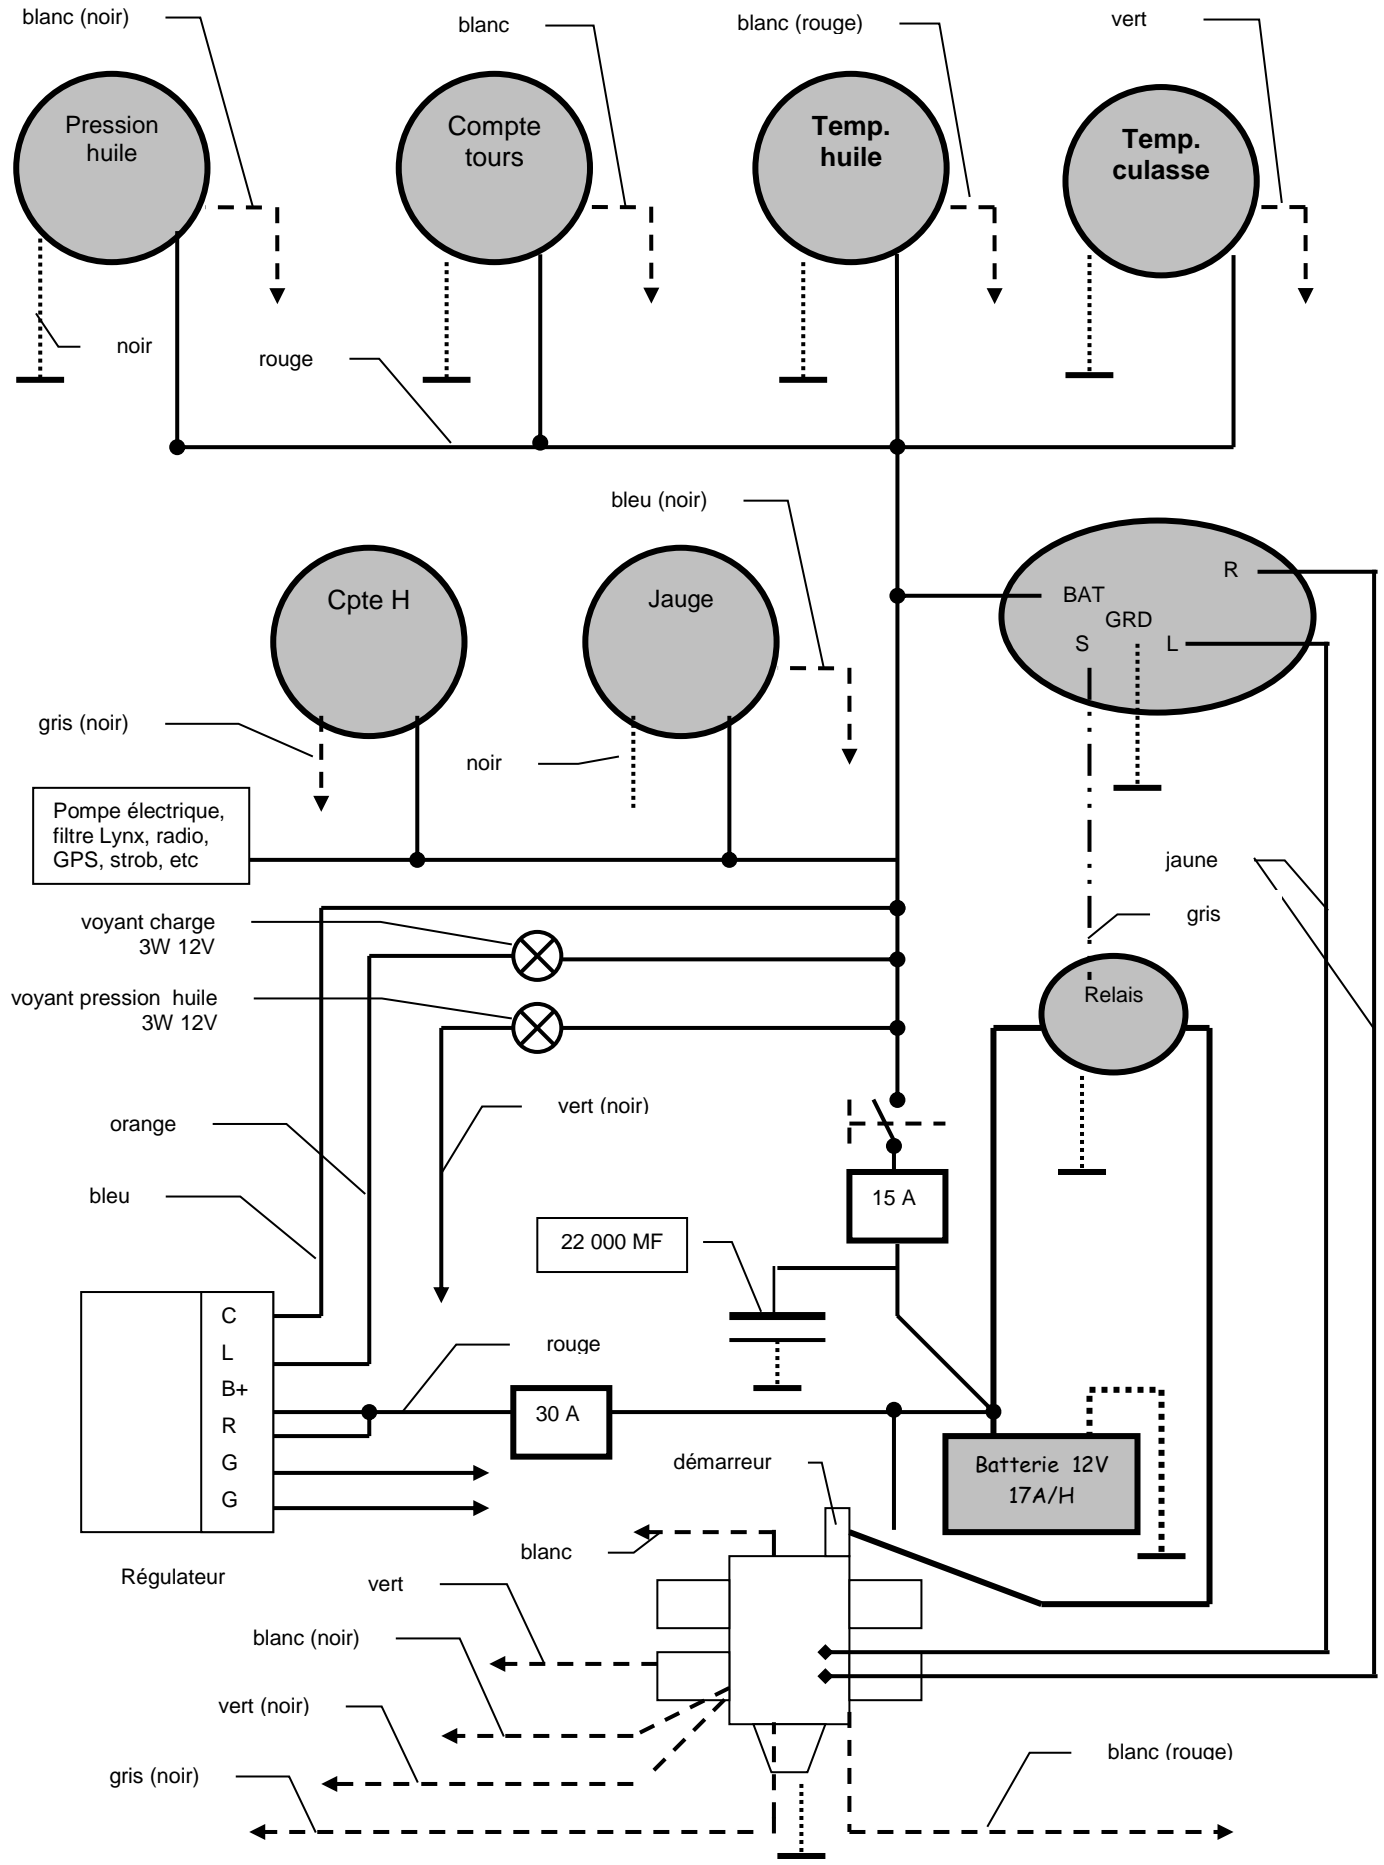 blanc (noir)
blanc
blanc (rouge)
vert
Pression
huile
Compte
tours
Temp.
huile
Temp.
culasse
noir
rouge
bleu (noir)
Cpte H
Jauge
R
BAT
GRD
S
L
gris (noir)
noir
Pompe électrique,
filtre Lynx, radio,
GPS, strob, etc
jaune
gris
voyant charge
3W 12V
voyant pression huile
3W 12V
Relais
vert (noir)
orange
bleu
15 A
22 000 MF
C
L
B+
R
G
G
rouge
30 A
démarreur
Batterie 12V
17A/H
Régulateur
blanc
vert
blanc (noir)
vert (noir)
gris (noir)
blanc (rouge)